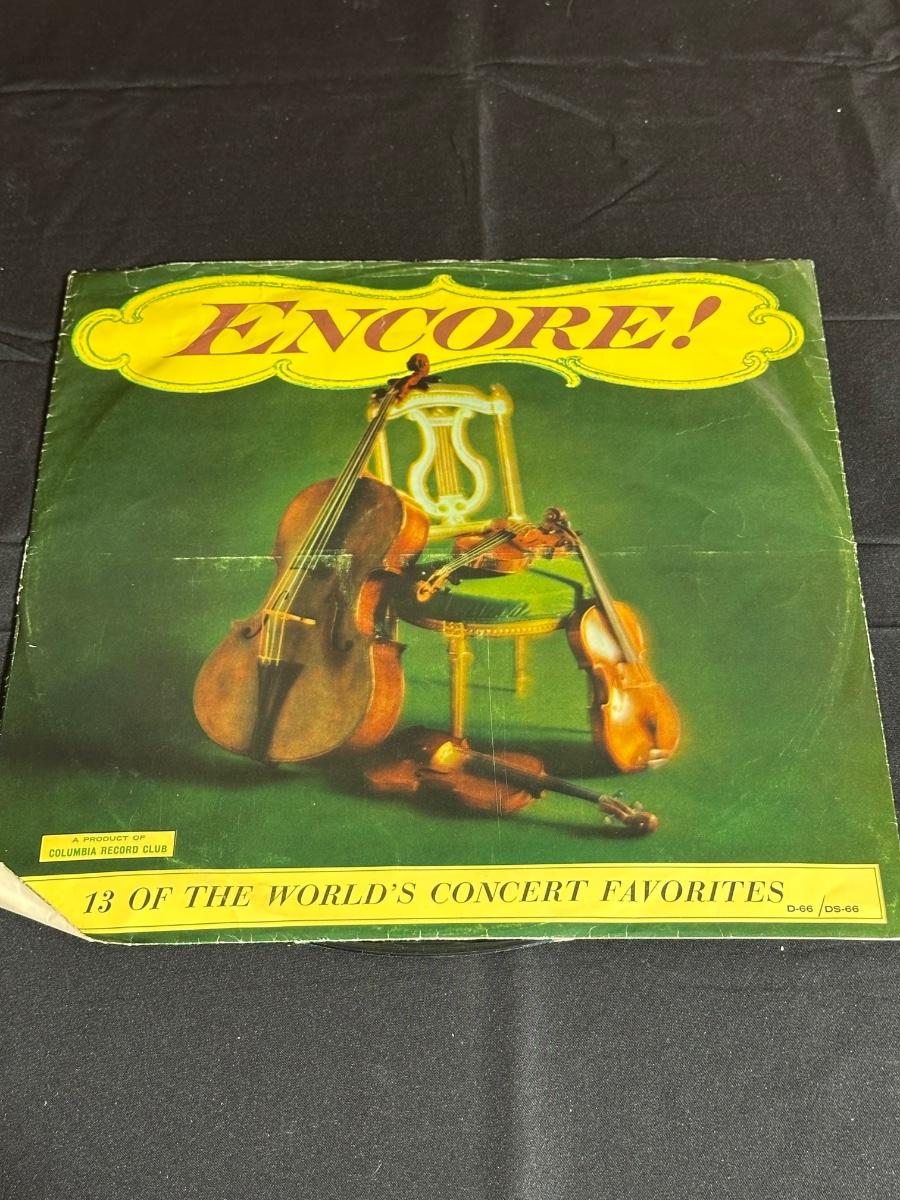 ENCORE!
A PRODUCT OF
COLUMBIA RECORD CLUB
13 OF THE WORLD'S CONCERT FAVORITES
D-66/DS-66